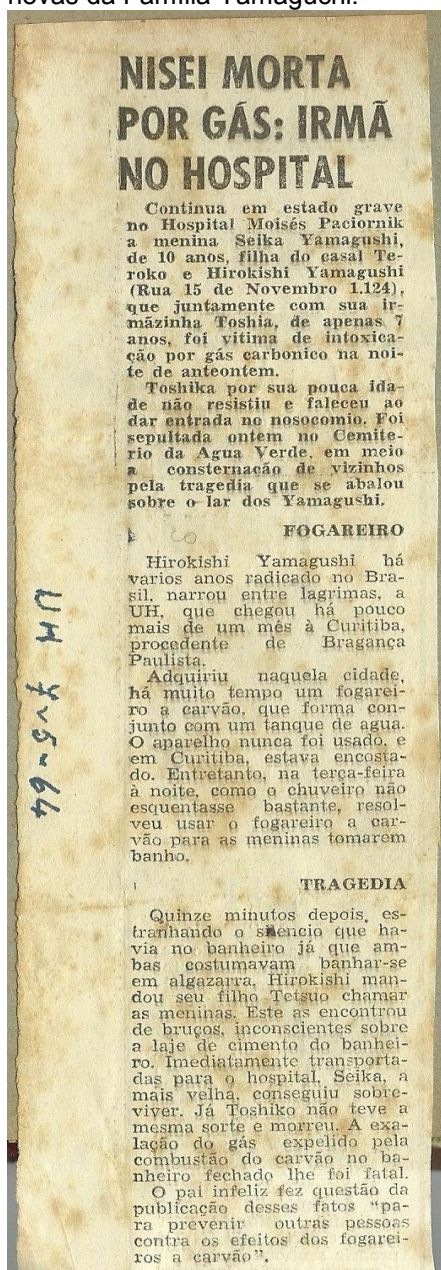 novas da Família Yamaguchi.
NISEI MORTA
POR GÁS: IRMÃ
NO HOSPITAL
Continua em estado grave
no Hospital Moisés Paciornik
a menina Seika Yamagushi,
de 10 anos, filha do casal Te-
roko e Hirokishi Yamagushi
(Rua 15 de Novembro 1.124),
que juntamente com sua ir-
mãzinha Toshia, de apenas 7
anos, foi vitima de intoxica-
ção por gás carbonico na noi-
te de anteontem.
Toshika por sua pouca ida-
de não resistiu e faleceu ao
dar entrada no nosocomio. Foi
sepultada ontem no Cemite-
rio da Agua Verde, em meio
a consternação de vizinhos
pela tragedia que se abalou
sobre o lar dos Yamagushi.
FOGAREIRO
Hirokishi Yamagushi há
varios anos radicado no Bra-
sil, narrou entre lagrimas, a
UH, que chegou há pouco
mais de um mês à Curitiba,
procedente de Bragança
Paulista.
Adquiriu naquela cidade,
há muito tempo um fogarei-
ro a carvão, que forma con-
junto com um tanque de agua.
O aparelho nunca foi usado, e
em Curitiba, estava encosta-
do. Entretanto, na terça-feira
à noite, como o chuveiro não
esquentasse bastante, resol-
veu usar o fogareiro a car-
vão para as meninas tomarem
banho.
TRAGEDIA
Quinze minutos depois, es-
tranhando o silencio que ha-
via no banheiro já que am-
bas costumavam banhar-se
em algazarra, Hirokishi man-
dou seu filho Tetsuo chamar
as meninas. Este as encontrou
de bruços, inconscientes sobre
a laje de cimento do banhei-
ro. Imediatamente transporta-
das para o hospital, Seika, a
mais velha, conseguiu sobre-
viver. Já Toshiko não teve a
mesma sorte e morreu. A exa-
lação do gás expelido pela
combustão do carvão no ba-
nheiro fechado lhe foi fatal.
O pai infeliz fez questão da
publicação desses fatos "pa-
ra prevenir outras pessoas
contra os efeitos dos fogarei-
ros a carvão".
UH 7-5-64